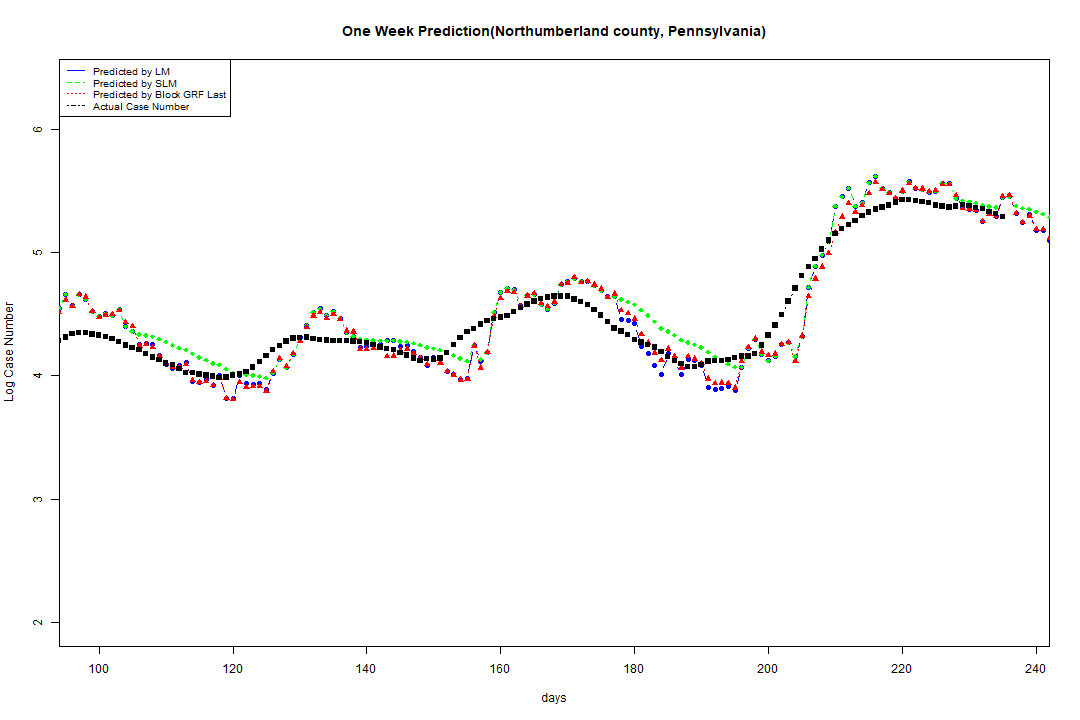 One Week Prediction(Northumberland county, Pennsylvania)
Predicted by LM
Predicted by SLM
Predicted by Block GRF Last
Actual Case Number
6
5
4
3
2
Log Case Number
100 120 140 160 180 200 220 240
days